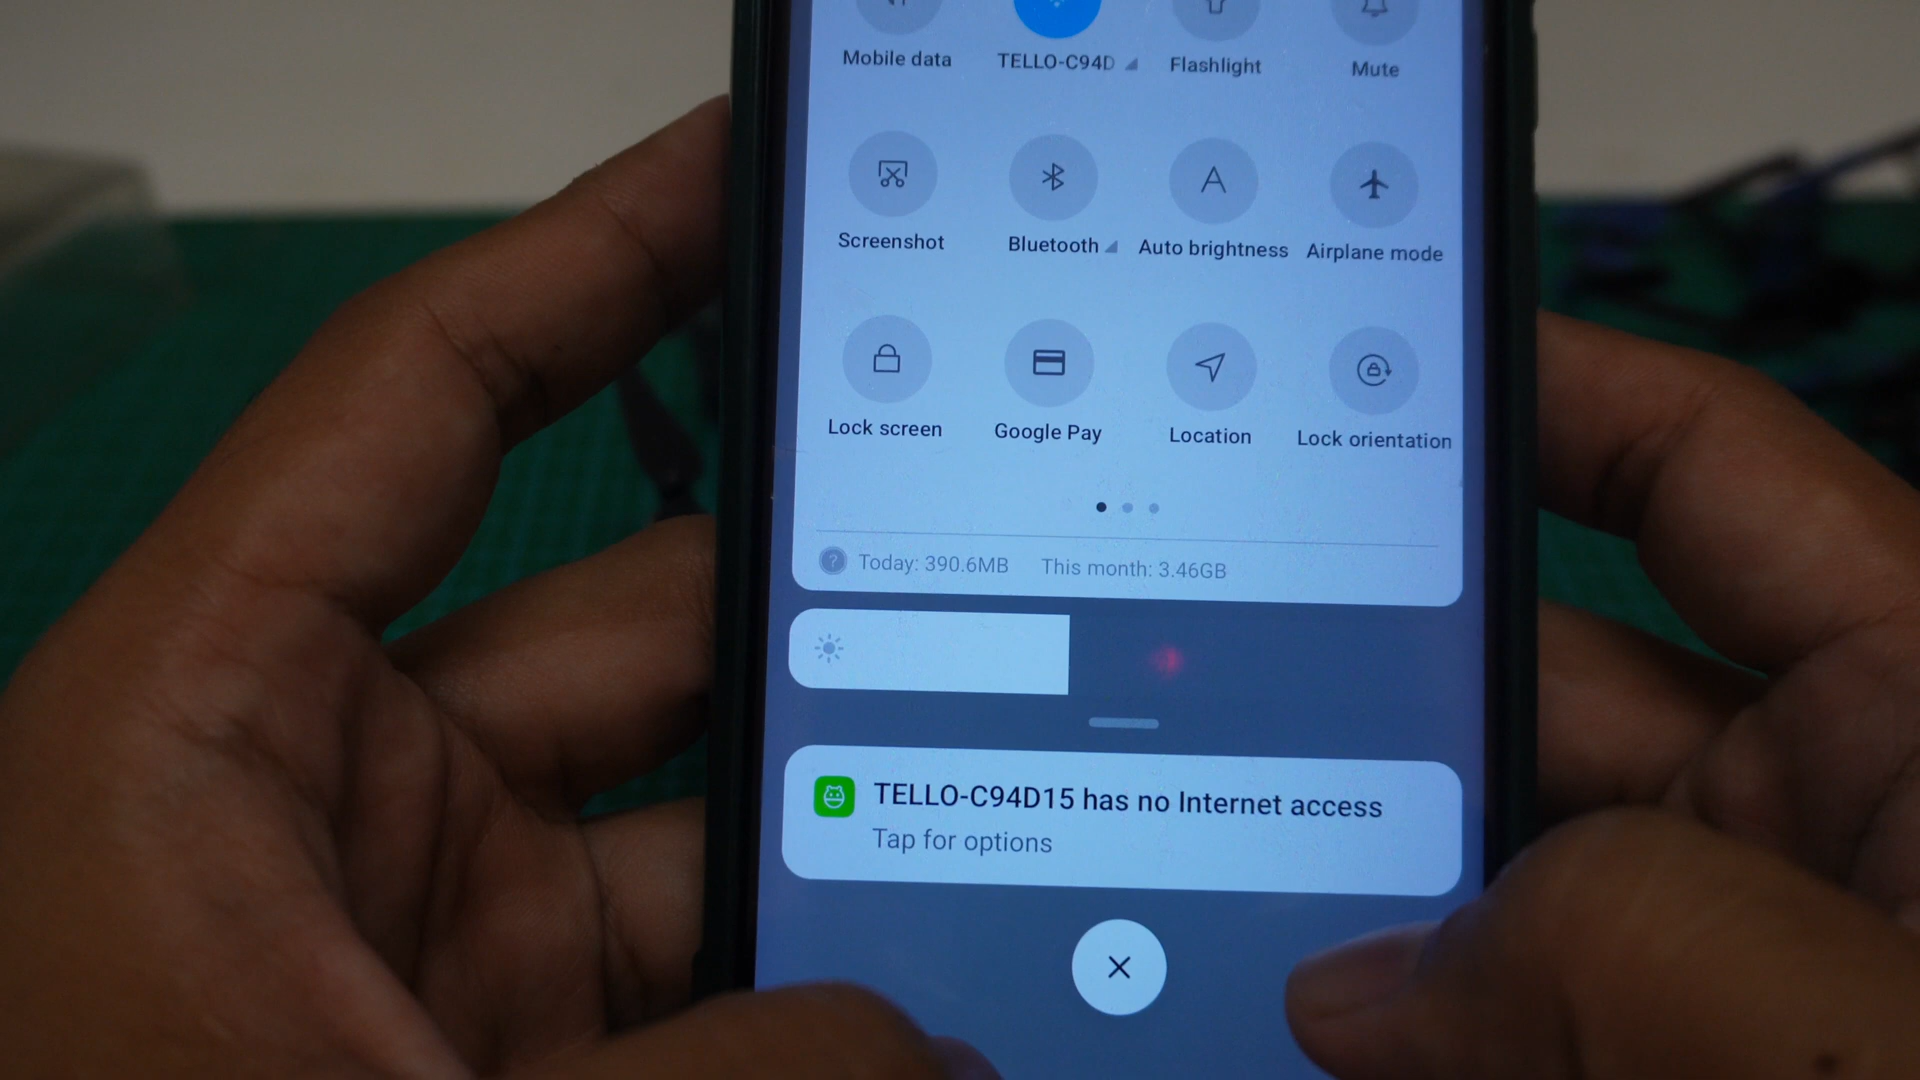 Mobile data
TELLO-C94D
Flashlight
Mute
Screenshot
Bluetooth
Auto brightness
Airplane mode
Lock screen
Google Pay
Location
Lock orientation
? Today: 390.6MB This month: 3.46GB
TELLO-C94D15 has no Internet access
Tap for options